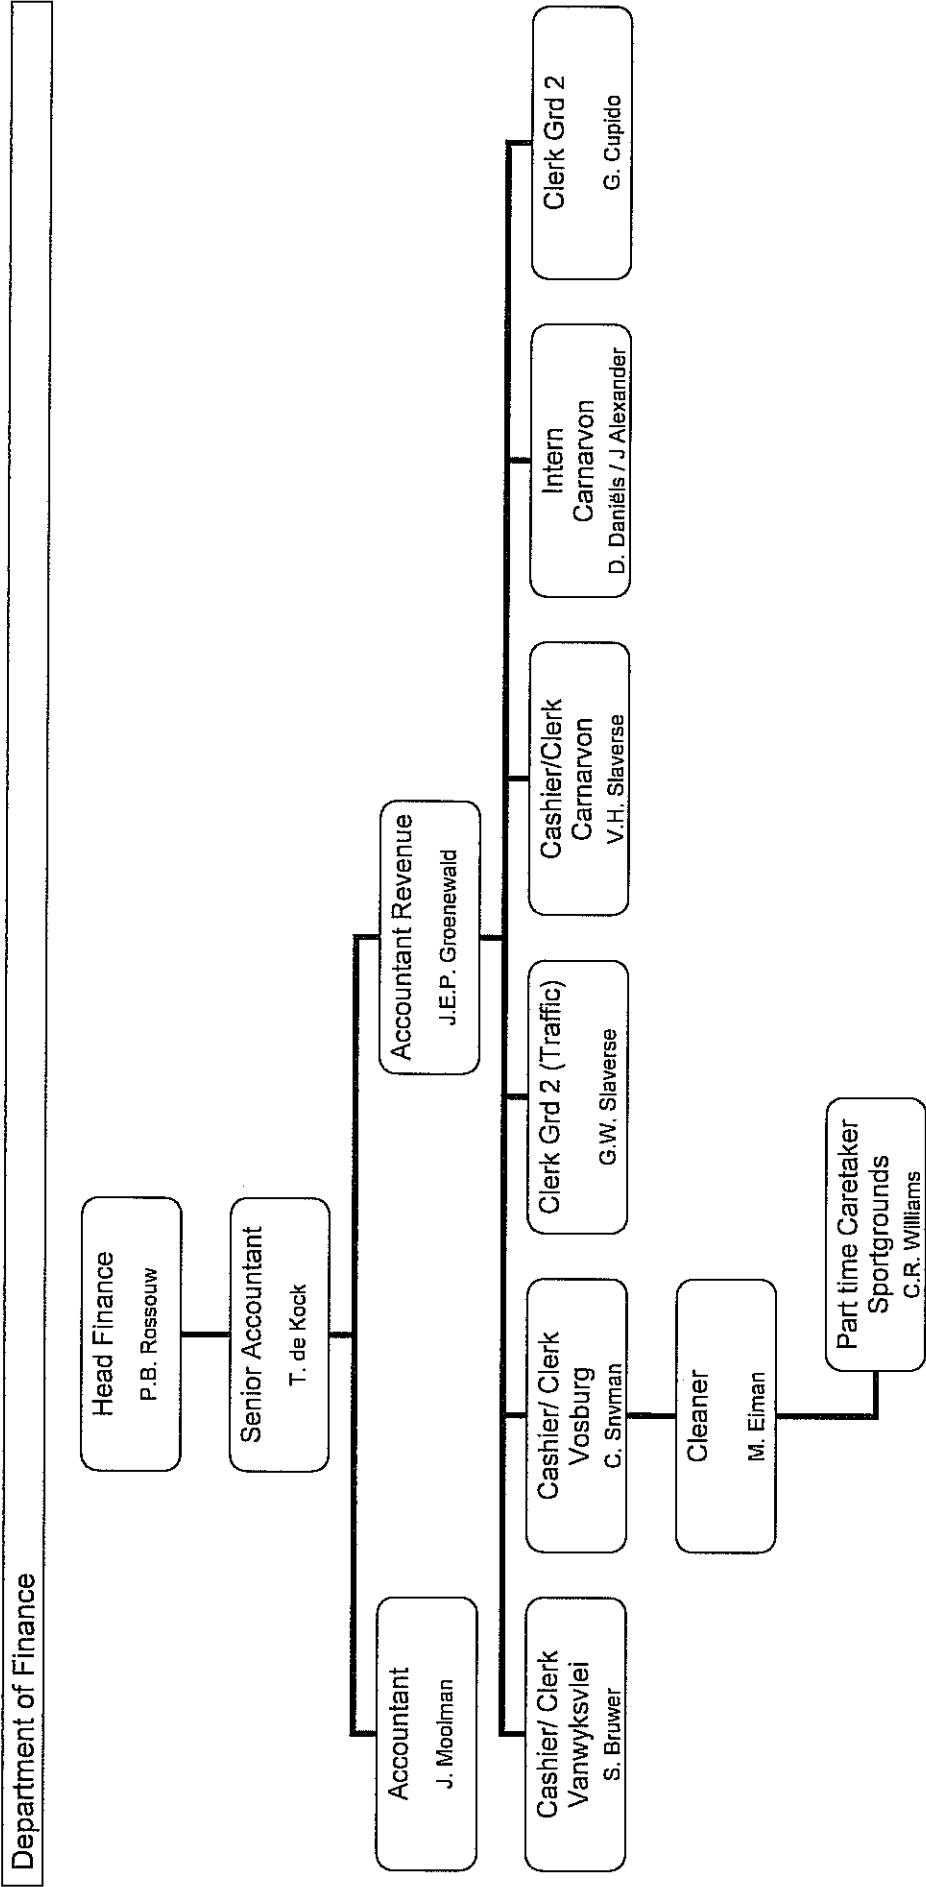 Department of Finance
Head Finance
P.B. Rossouw
Senior Accountant
T. de Kock
Accountant
J. Moolman
Accountant Revenue
J.E.P. Groenewald
Cashier/ Clerk
Vanwyksvlei
S. Bruwer
Cashier/ Clerk
Vosburg
C. Snyman
Clerk Grd 2 (Traffic)
G.W. Slaverse
Cashier/Clerk
Carnarvon
V.H. Slaverse
Intern
Carnarvon
D. Daniëls / J Alexander
Clerk Grd 2
G. Cupido
Cleaner
M. Eiman
Part time Caretaker
Sportgrounds
C.R. Williams